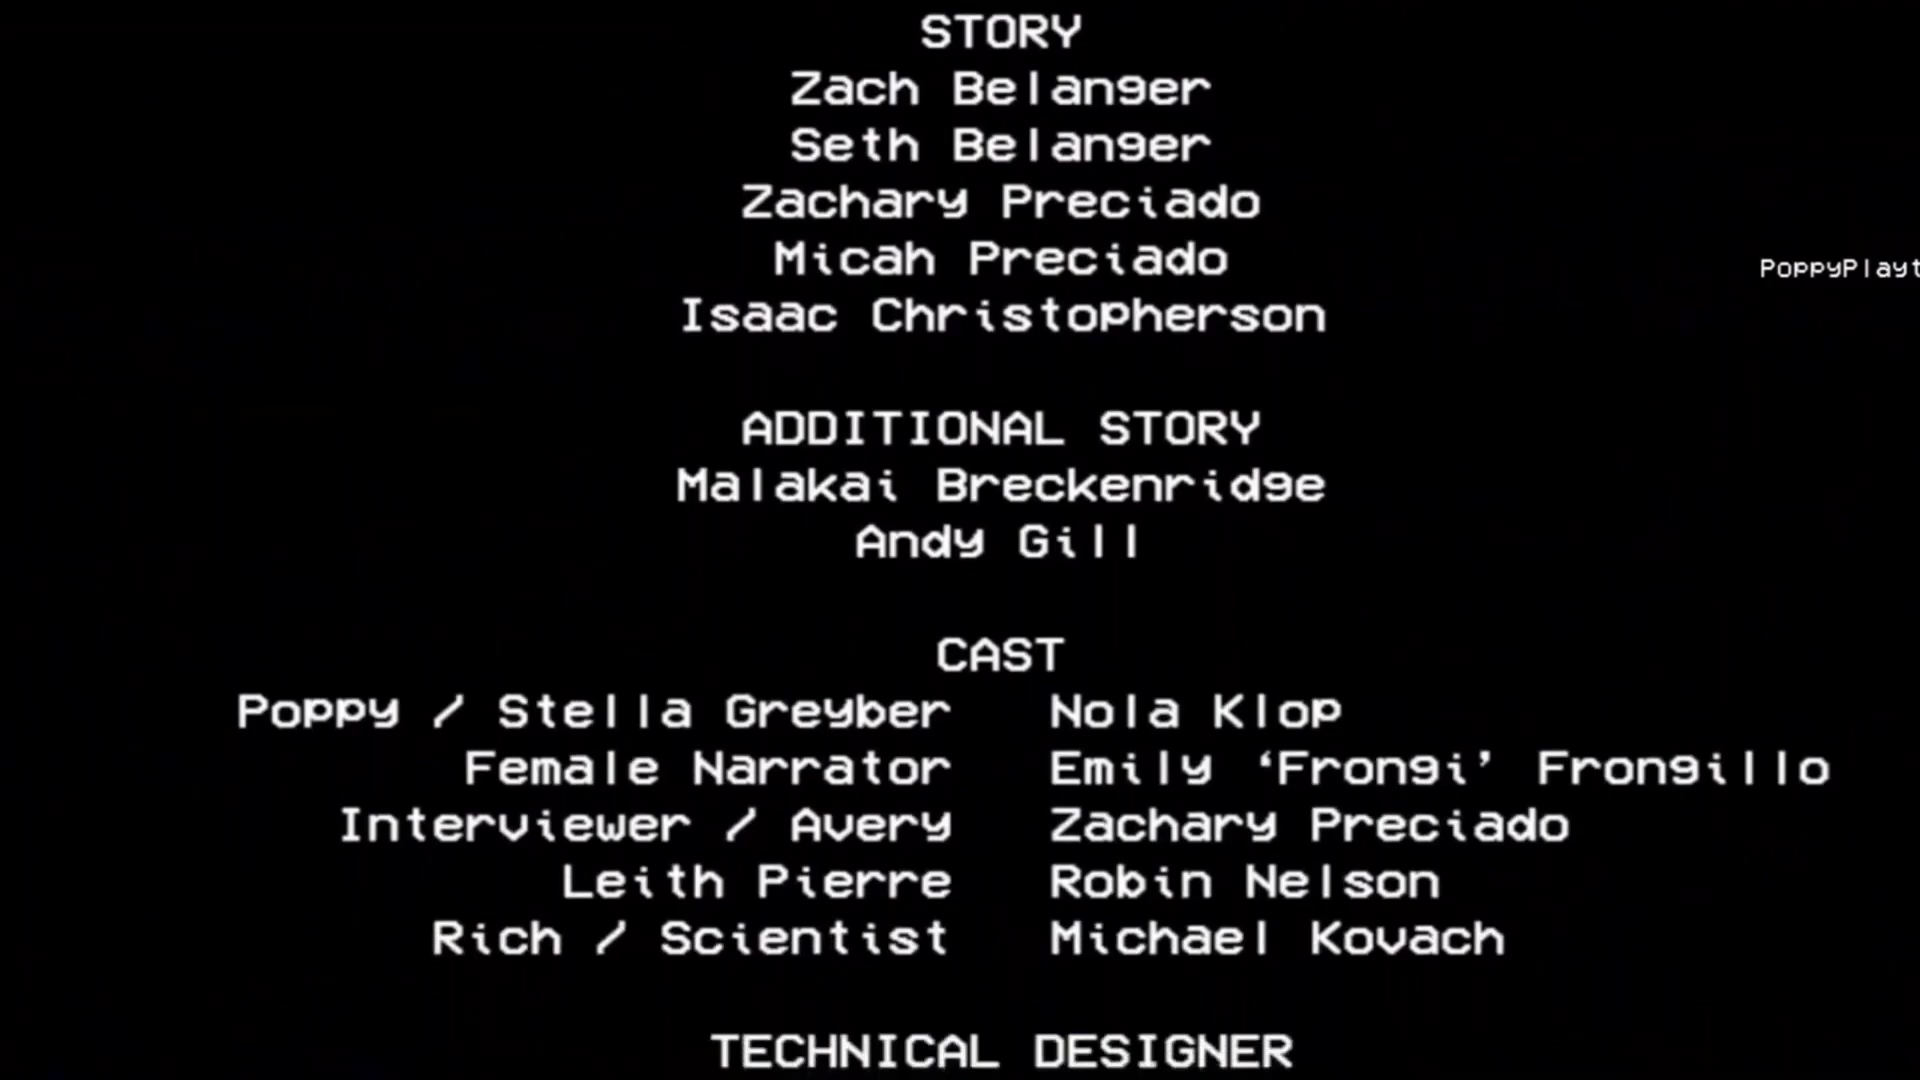 STORY
Zach Belanger
Seth Belanger
Zachary Preciado
Micah Preciado
PoppyPlayt
Isaac Christopherson
ADDITIONAL STORY
Malakai Breckenridge
Andy Gill
CAST
Poppy / Stella Greyber Nola Klop
Female Narrator Emily ‘Frongi’ Frongillo
Interviewer / Avery Zachary Preciado
Leith Pierre Robin Nelson
Rich / Scientist Michael Kovach
TECHNICAL DESIGNER